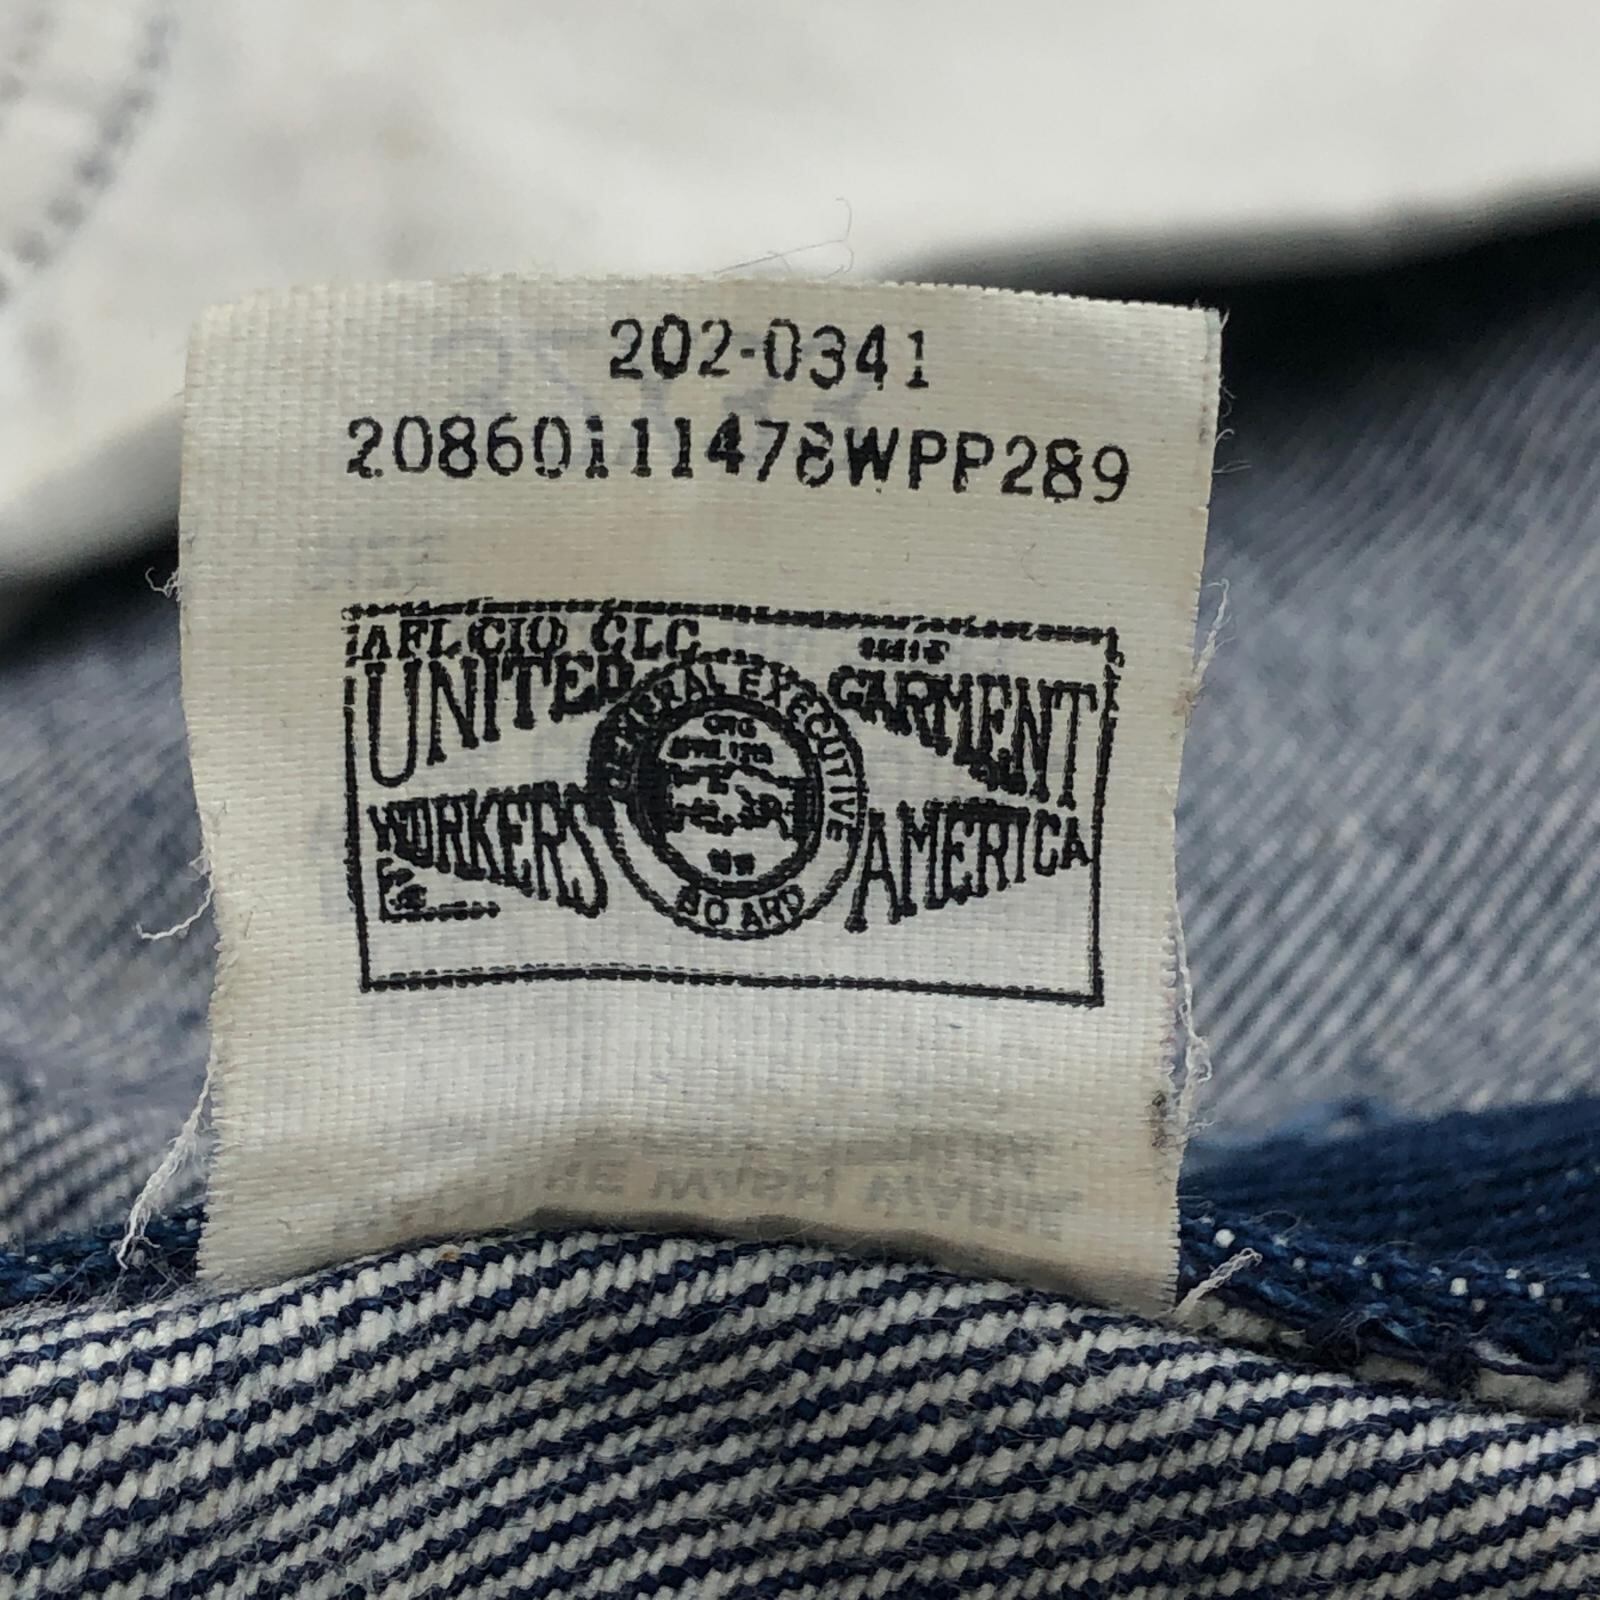 202-0341
20860111478WPP289
AFL CIO CLC
UNITED GARMENT
WORKERS AMERICA
GENERAL EXECUTIVE
BOARD